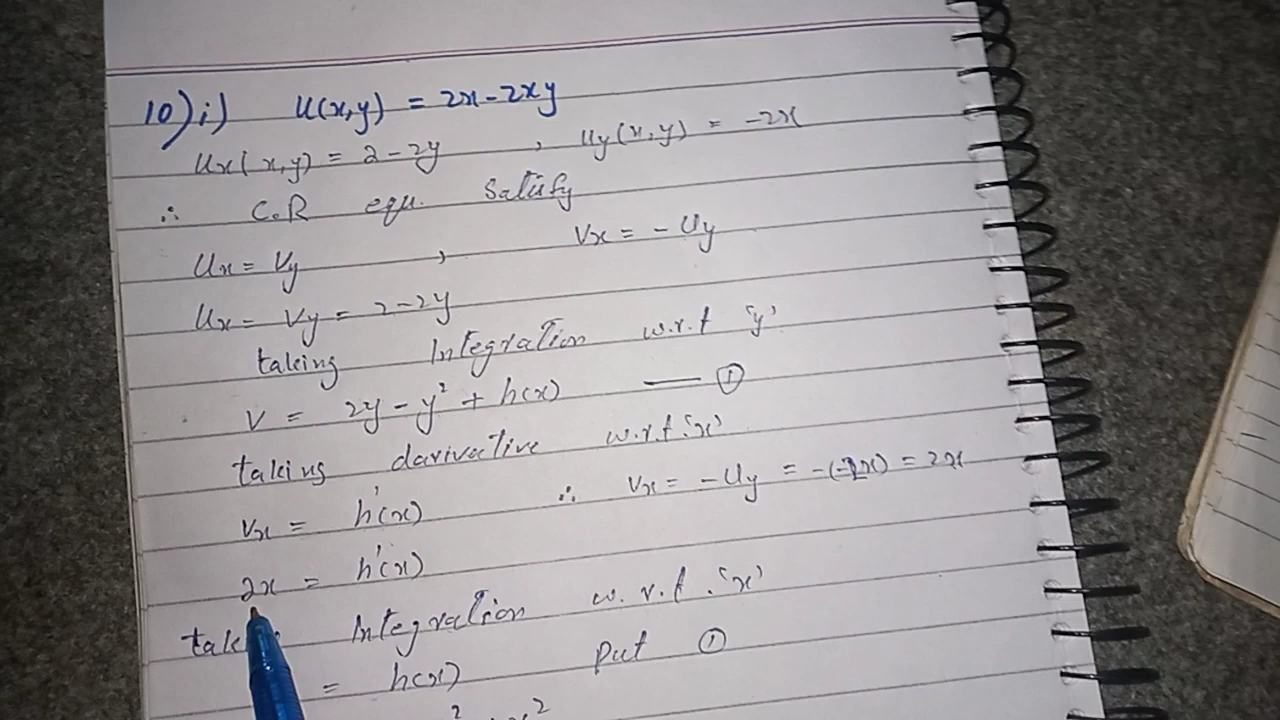 10) i) u(x,y) = 2x - 2xy
ux(x,y) = 2 - 2y , uy(x,y) = -2x
∴ C.R equ. Satisfy
ux = vy , vx = - uy
ux = vy = 2 - 2y
taking Integration w.r.t 'y'
v = 2y - y² + h(x) — ①
taking darivative w.r.t 'x'
vx = h'(x) ∴ vx = - uy = -(-2x) = 2x
2x = h'(x)
Integration w.r.t 'x'
= h(x) Put ①